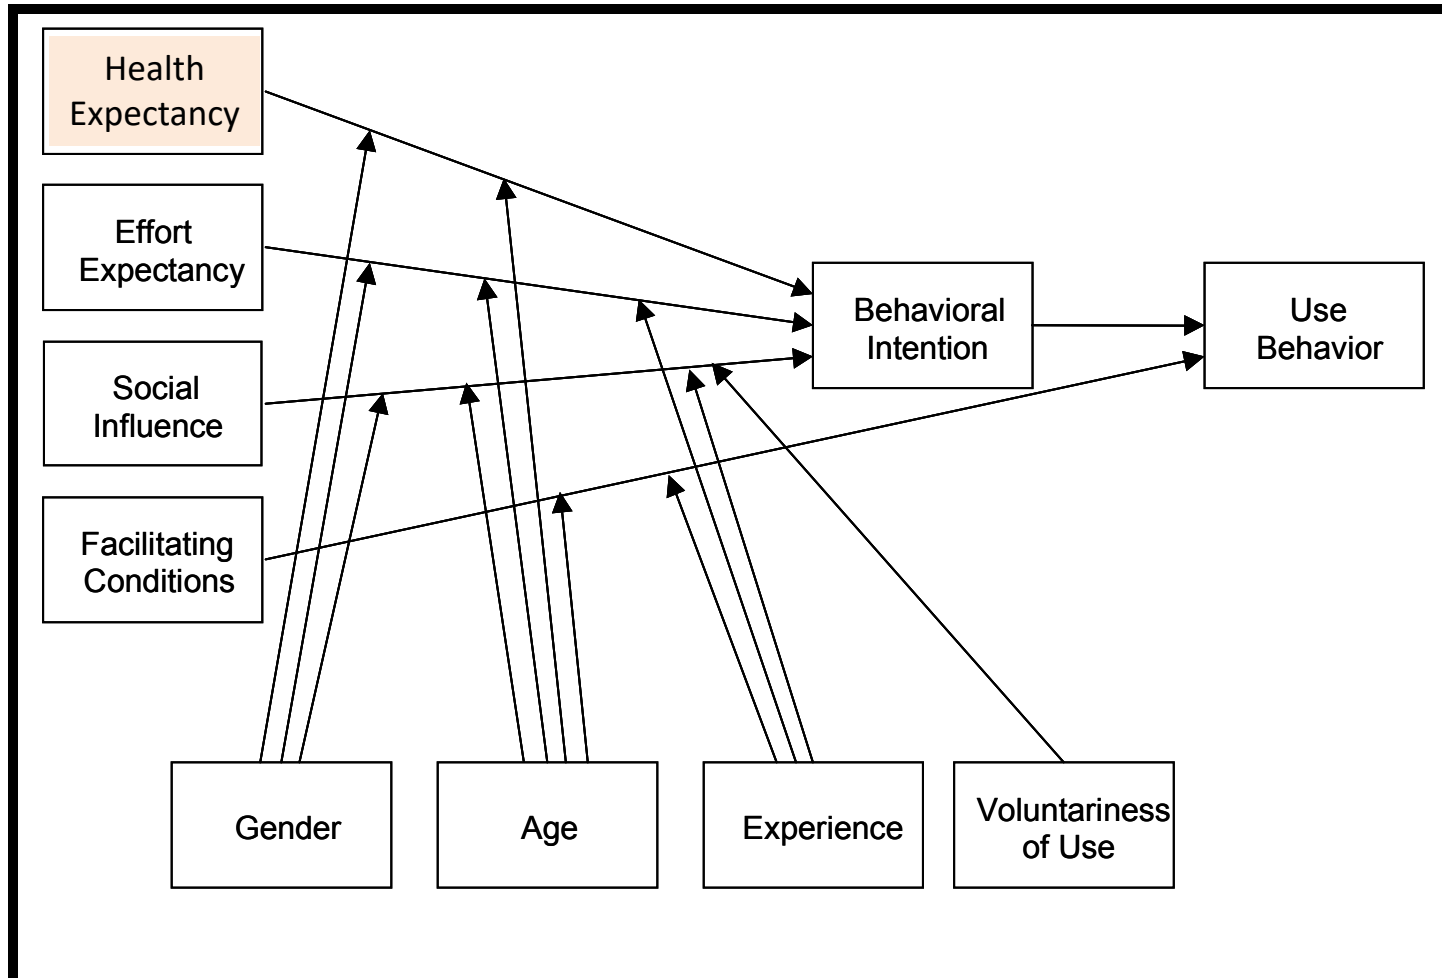 Health
Expectancy
Effort
Expectancy
Social
Influence
Facilitating
Conditions
Behavioral
Intention
Use
Behavior
Gender
Age
Experience
Voluntariness
of Use